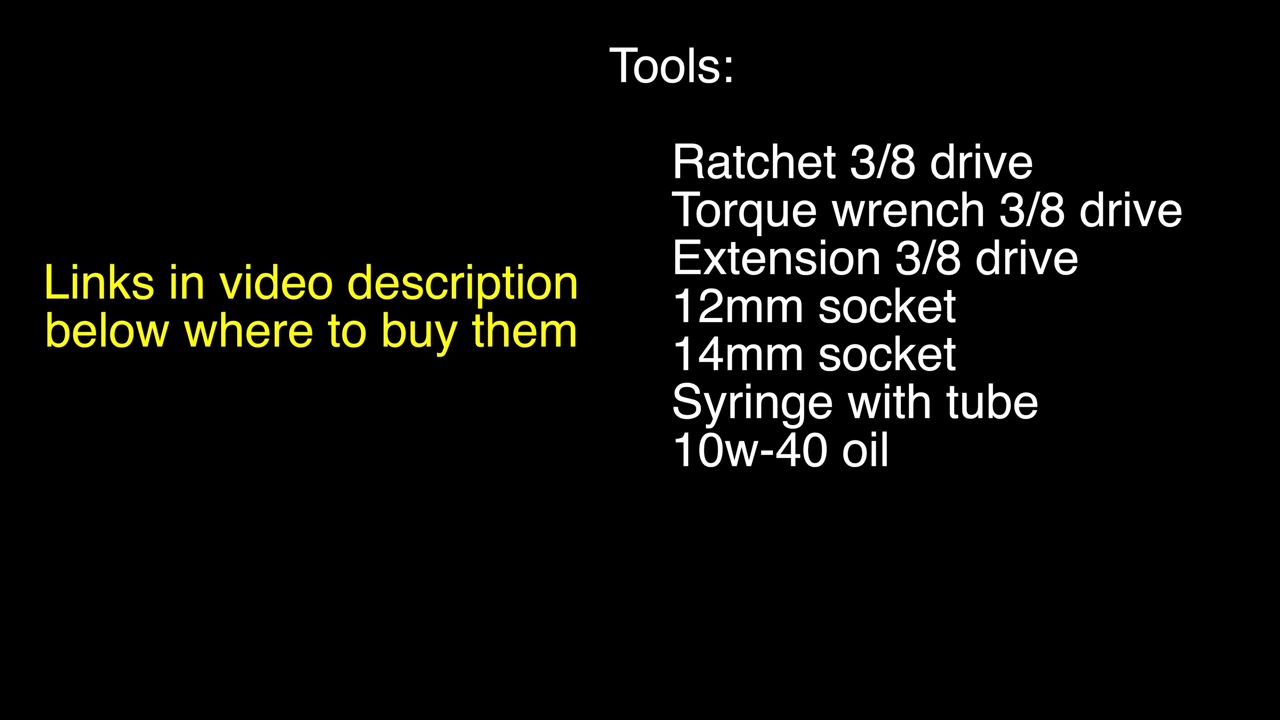 Tools:
Ratchet 3/8 drive
Torque wrench 3/8 drive
Extension 3/8 drive
12mm socket
14mm socket
Syringe with tube
10w-40 oil
Links in video description
below where to buy them